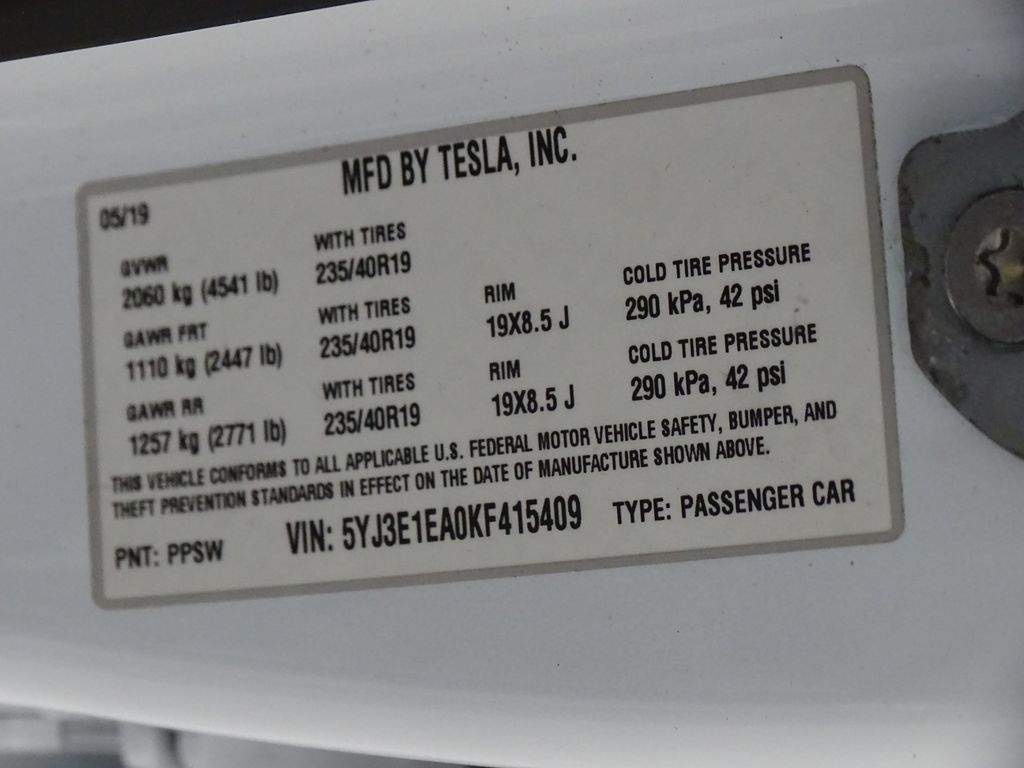 MFD BY TESLA, INC.
05/19
GVWR
2060 kg (4541 lb)
WITH TIRES
235/40R19
GAWR FRT
1110 kg (2447 lb)
WITH TIRES
235/40R19
RIM
19X8.5 J
COLD TIRE PRESSURE
290 kPa, 42 psi
GAWR RR
1257 kg (2771 lb)
WITH TIRES
235/40R19
RIM
19X8.5 J
COLD TIRE PRESSURE
290 kPa, 42 psi
THIS VEHICLE CONFORMS TO ALL APPLICABLE U.S. FEDERAL MOTOR VEHICLE SAFETY, BUMPER, AND
THEFT PREVENTION STANDARDS IN EFFECT ON THE DATE OF MANUFACTURE SHOWN ABOVE.
PNT: PPSW
VIN: 5YJ3E1EA0KF415409
TYPE: PASSENGER CAR